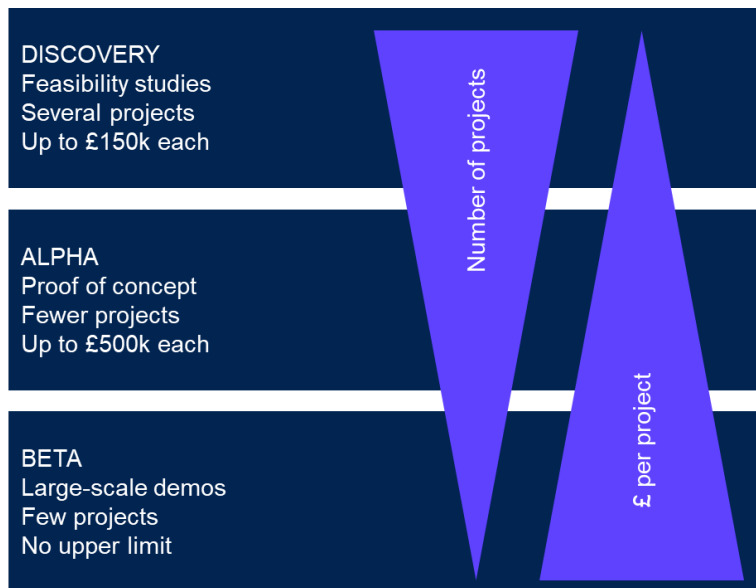 DISCOVERY
Feasibility studies
Several projects
Up to £150k each
Number of projects
ALPHA
Proof of concept
Fewer projects
Up to £500k each
£ per project
BETA
Large-scale demos
Few projects
No upper limit